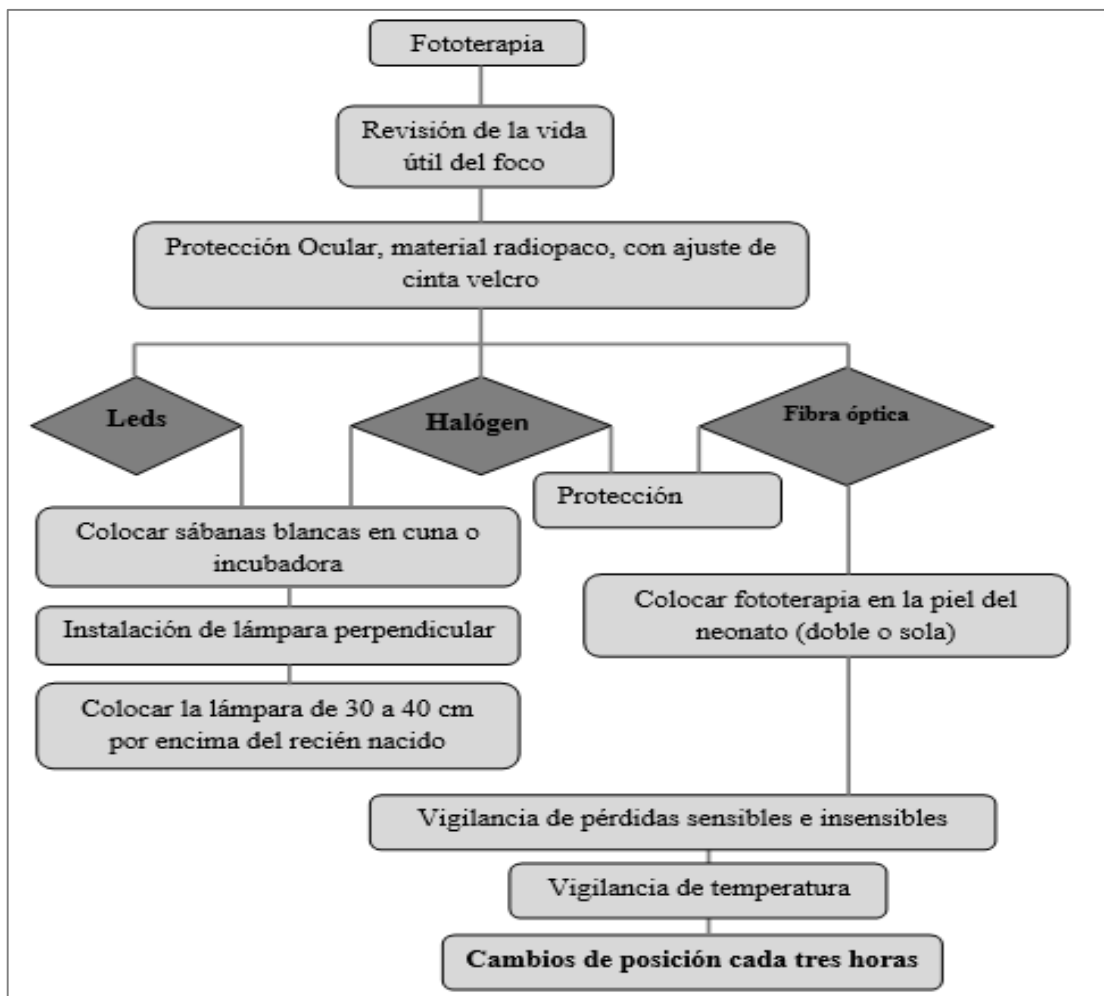 Fototerapia
Revisión de la vida
útil del foco
Protección Ocular, material radiopaco, con ajuste de
cinta velcro
Leds
Halógen
Fibra óptica
Protección
Colocar sábanas blancas en cuna o
incubadora
Instalación de lámpara perpendicular
Colocar la lámpara de 30 a 40 cm
por encima del recién nacido
Colocar fototerapia en la piel del
neonato (doble o sola)
Vigilancia de pérdidas sensibles e insensibles
Vigilancia de temperatura
Cambios de posición cada tres horas